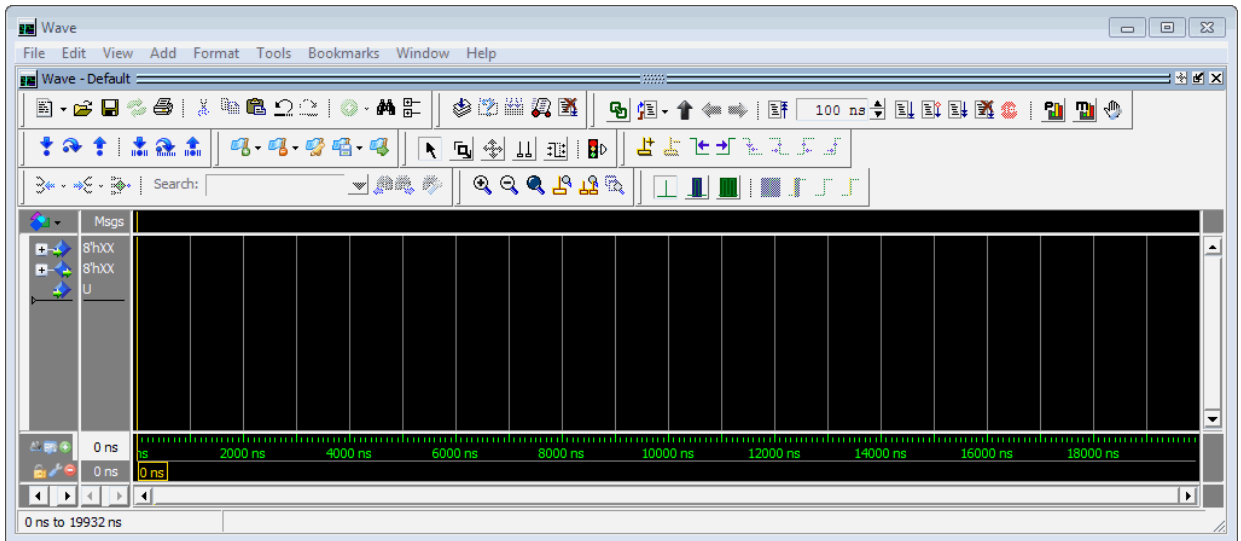 Wave
File Edit View Add Format Tools Bookmarks Window Help
Wave - Default
100 ns
Search:
Msgs
8'hXX
8'hXX
U
0 ns
ns 2000 ns 4000 ns 6000 ns 8000 ns 10000 ns 12000 ns 14000 ns 16000 ns 18000 ns
0 ns 0 ns
0 ns to 19932 ns